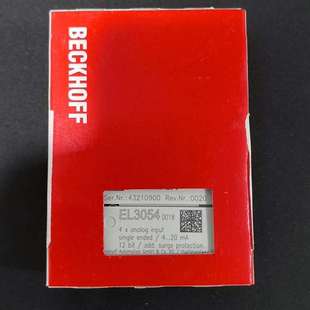 BECKHOFF
Ser.Nr.:43210900 Rev.Nr.:0020
EL3054
4 x analog input
single ended / 4...20 mA
12 bit / add. surge protection